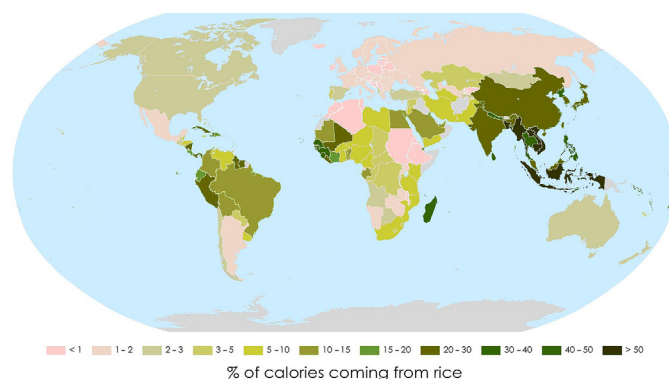 < 1 1 – 2 2 – 3 3 – 5 5 – 10 10 – 15 15 – 20 20 – 30 30 – 40 40 – 50 > 50
% of calories coming from rice